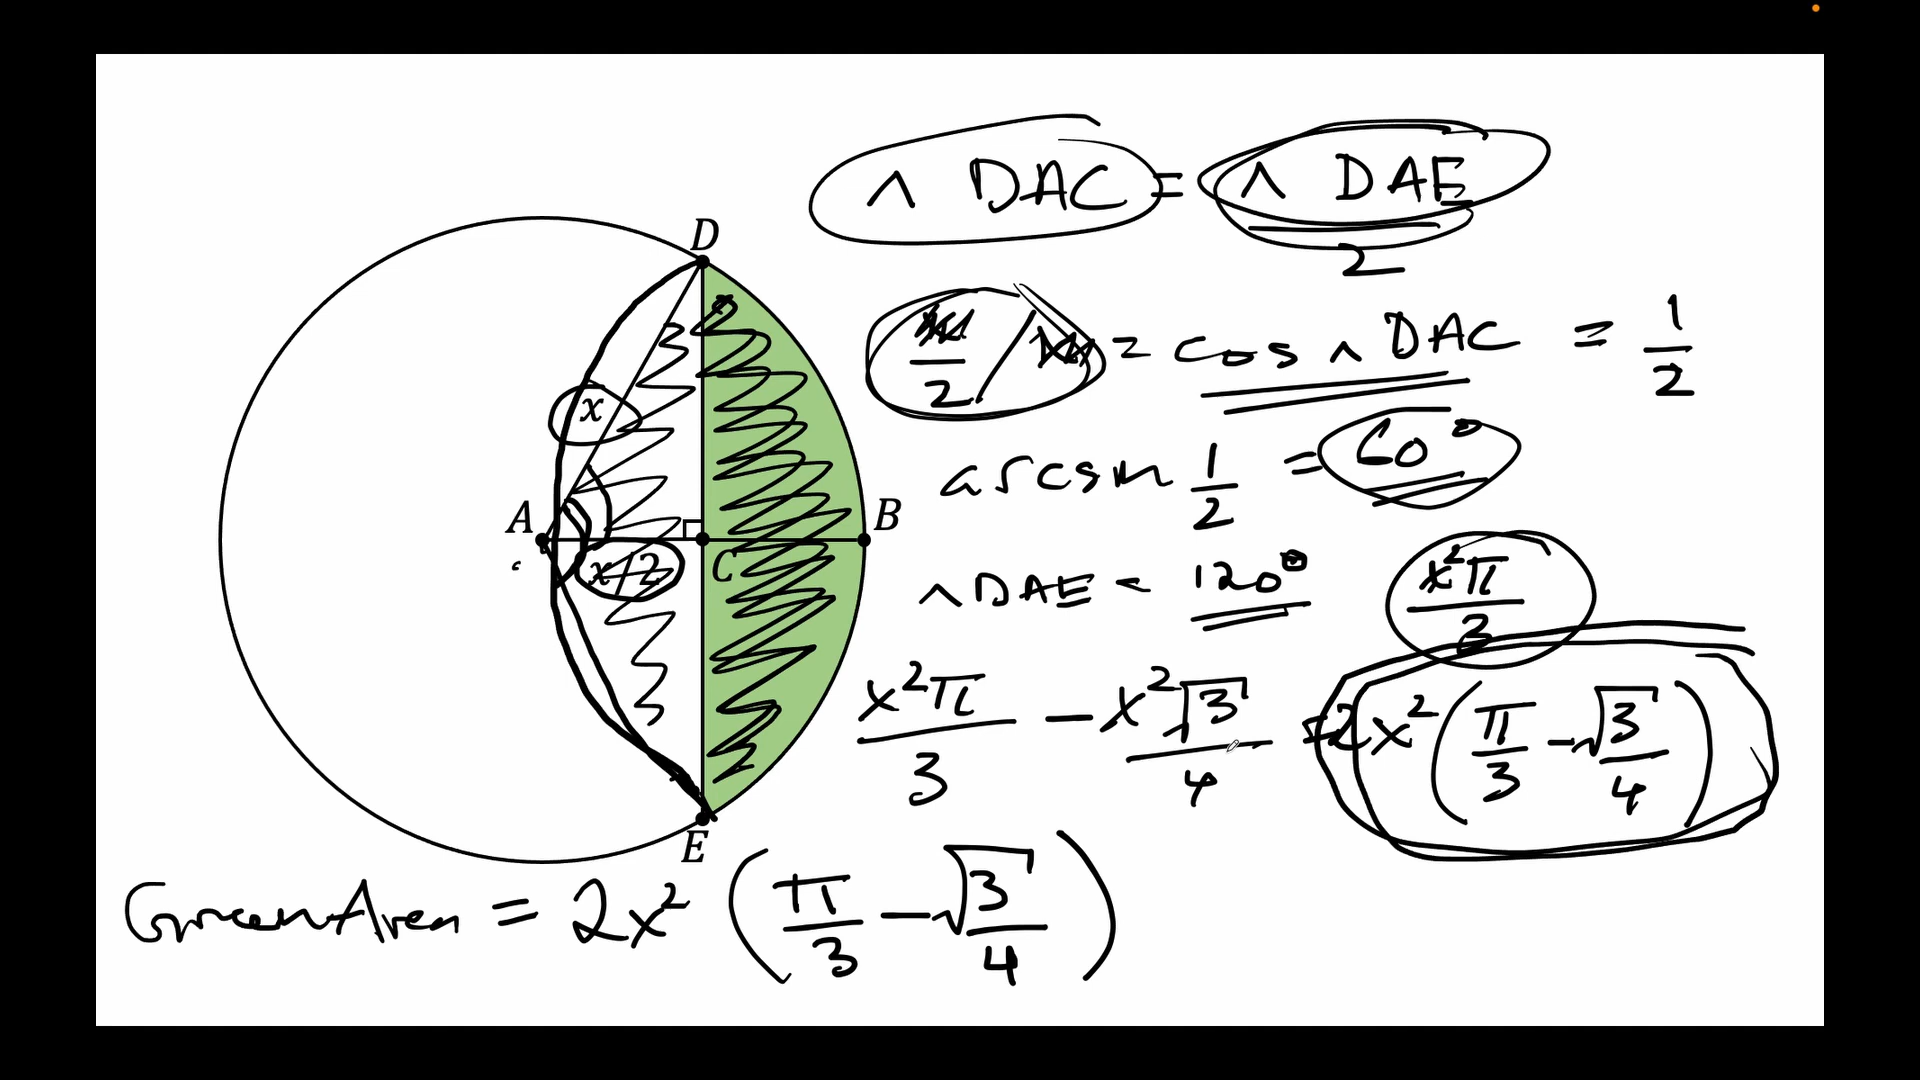 ∧ DAC = ∧ DAE / 2
/ 2 = cos ∧ DAC = 1/2
arcsin 1/2 = 60°
∧ DAE = 120°
x²π/3
x²π/3 − x²√3/4 = 2x²(π/3 − √3/4)
D
x
A
B
x/2
C
E
Green Area = 2x²(π/3 − √3/4)